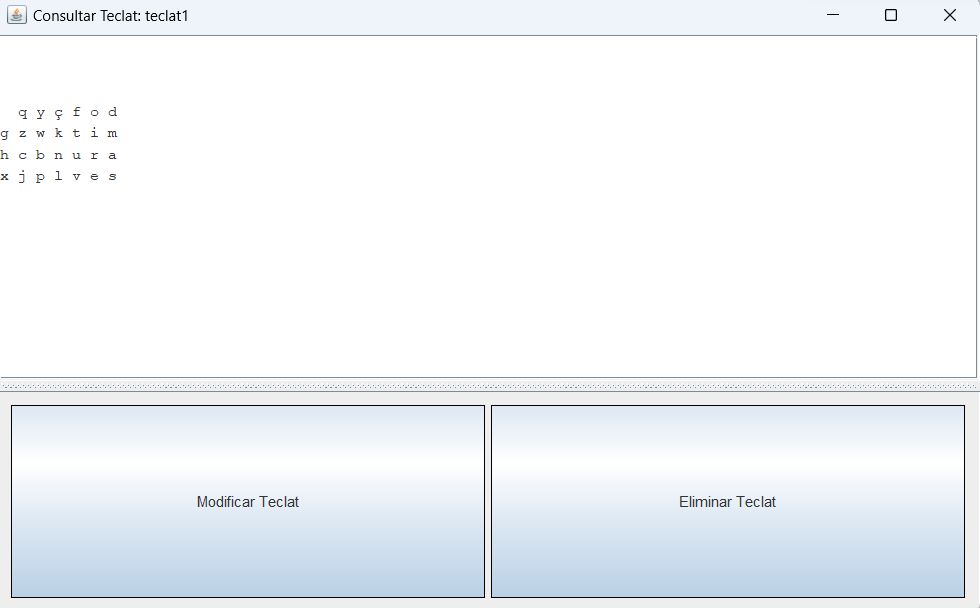 Consultar Teclat: teclat1
  q y ç f o d
g z w k t i m
h c b n u r a
x j p l v e s
Modificar Teclat
Eliminar Teclat